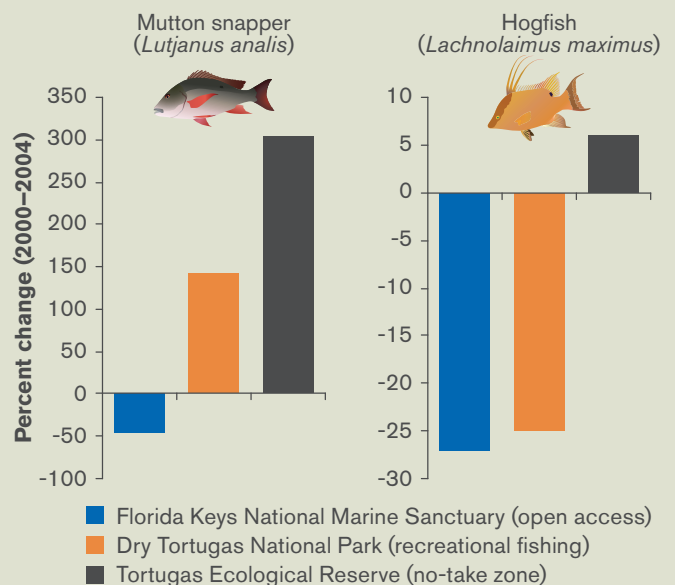 Mutton snapper
(Lutjanus analis)
Hogfish
(Lachnolaimus maximus)
Percent change (2000–2004)
350
300
250
200
150
100
50
0
-50
-100
10
5
0
-5
-10
-15
-20
-25
-30
Florida Keys National Marine Sanctuary (open access)
Dry Tortugas National Park (recreational fishing)
Tortugas Ecological Reserve (no-take zone)